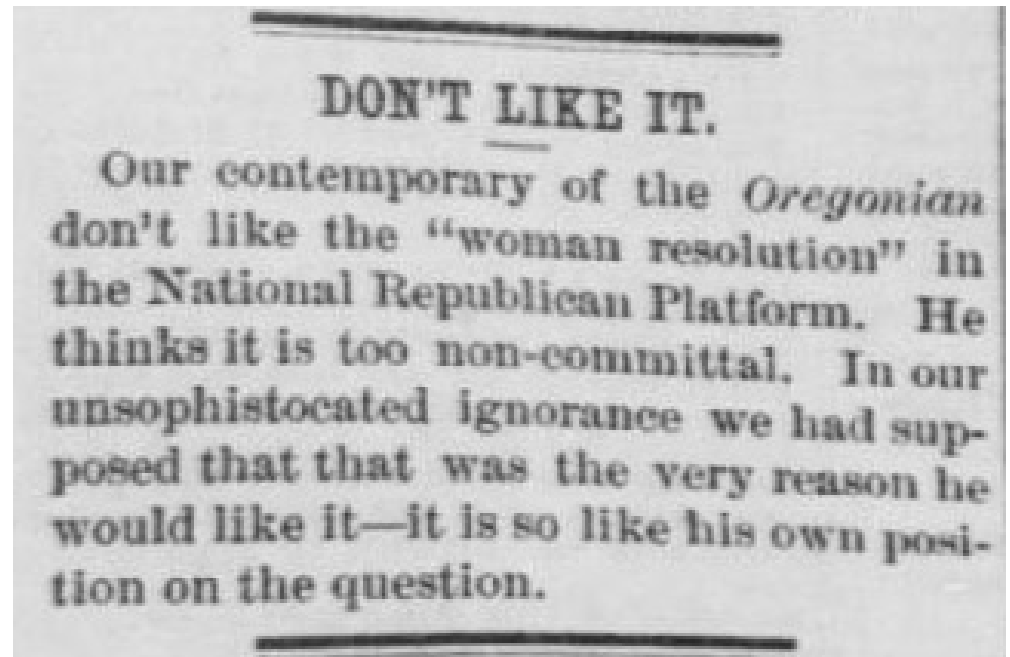 DON'T LIKE IT.
Our contemporary of the Oregonian
don't like the "woman resolution" in
the National Republican Platform. He
thinks it is too non-committal. In our
unsophistocated ignorance we had sup-
posed that that was the very reason he
would like it—it is so like his own posi-
tion on the question.